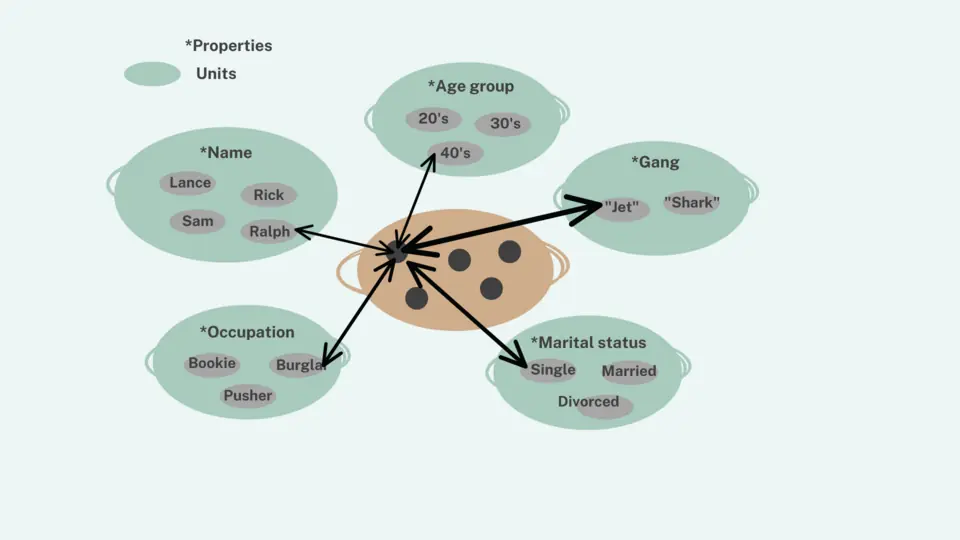 *Properties
Units
*Age group
20's
30's
40's
*Name
Lance
Rick
Sam
Ralph
*Gang
"Jet"
"Shark"
*Occupation
Bookie
Burglar
Pusher
*Marital status
Single
Married
Divorced